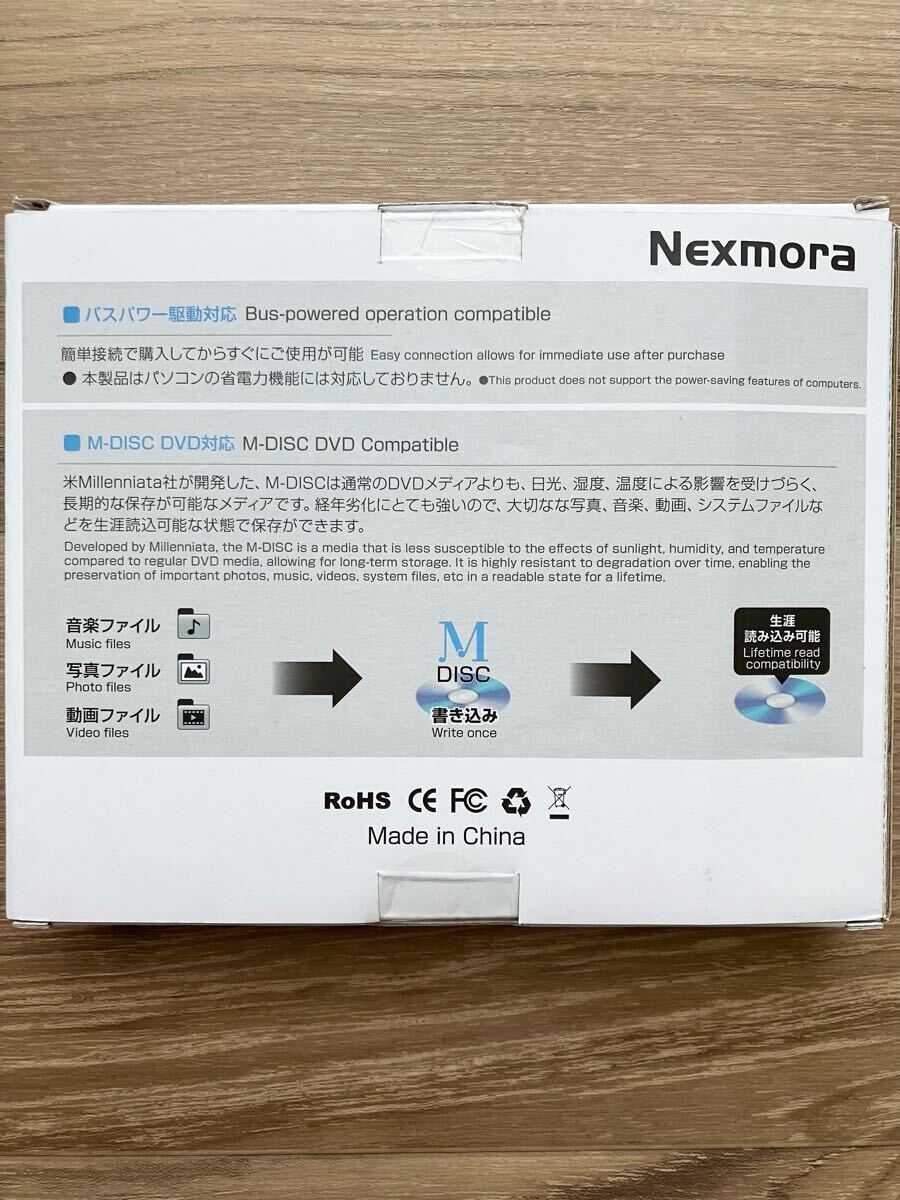 Nexmora
バスパワー駆動対応 Bus-powered operation compatible
簡単接続で購入してからすぐにご使用が可能 Easy connection allows for immediate use after purchase
● 本製品はパソコンの省電力機能には対応しておりません。 ●This product does not support the power-saving features of computers.
M-DISC DVD対応 M-DISC DVD Compatible
米Millenniata社が開発した、M-DISCは通常のDVDメディアよりも、日光、湿度、温度による影響を受けづらく、
長期的な保存が可能なメディアです。経年劣化にとても強いので、大切なな写真、音楽、動画、システムファイルな
どを生涯読込可能な状態で保存ができます。
Developed by Millenniata, the M-DISC is a media that is less susceptible to the effects of sunlight, humidity, and temperature
compared to regular DVD media, allowing for long-term storage. It is highly resistant to degradation over time, enabling the
preservation of important photos, music, videos, system files, etc in a readable state for a lifetime.
音楽ファイル
Music files
写真ファイル
Photo files
動画ファイル
Video files
M
DISC
書き込み
Write once
生涯
読み込み可能
Lifetime read
compatibility
RoHS CE FC
Made in China